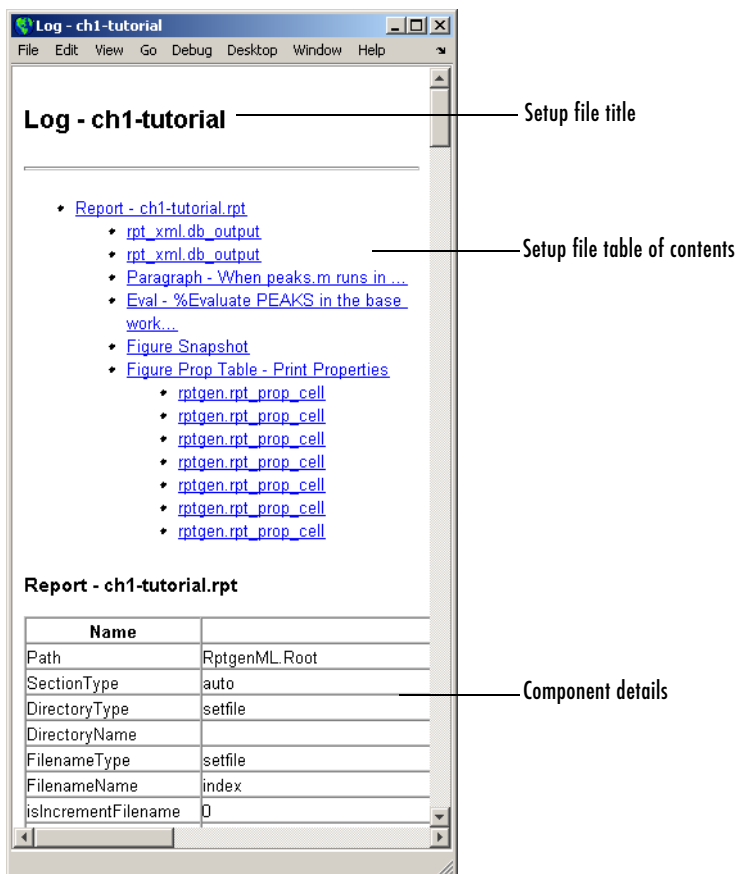 Log - ch1-tutorial
File Edit View Go Debug Desktop Window Help
Log - ch1-tutorial
Setup file title
Report - ch1-tutorial.rpt
rpt_xml.db_output
rpt_xml.db_output
Setup file table of contents
Paragraph - When peaks.m runs in ...
Eval - %Evaluate PEAKS in the base
work...
Figure Snapshot
Figure Prop Table - Print Properties
rptgen.rpt_prop_cell
rptgen.rpt_prop_cell
rptgen.rpt_prop_cell
rptgen.rpt_prop_cell
rptgen.rpt_prop_cell
rptgen.rpt_prop_cell
rptgen.rpt_prop_cell
Report - ch1-tutorial.rpt
Name
Path RptgenML.Root
SectionType auto
Component details
DirectoryType setfile
DirectoryName
FilenameType setfile
FilenameName index
isIncrementFilename 0